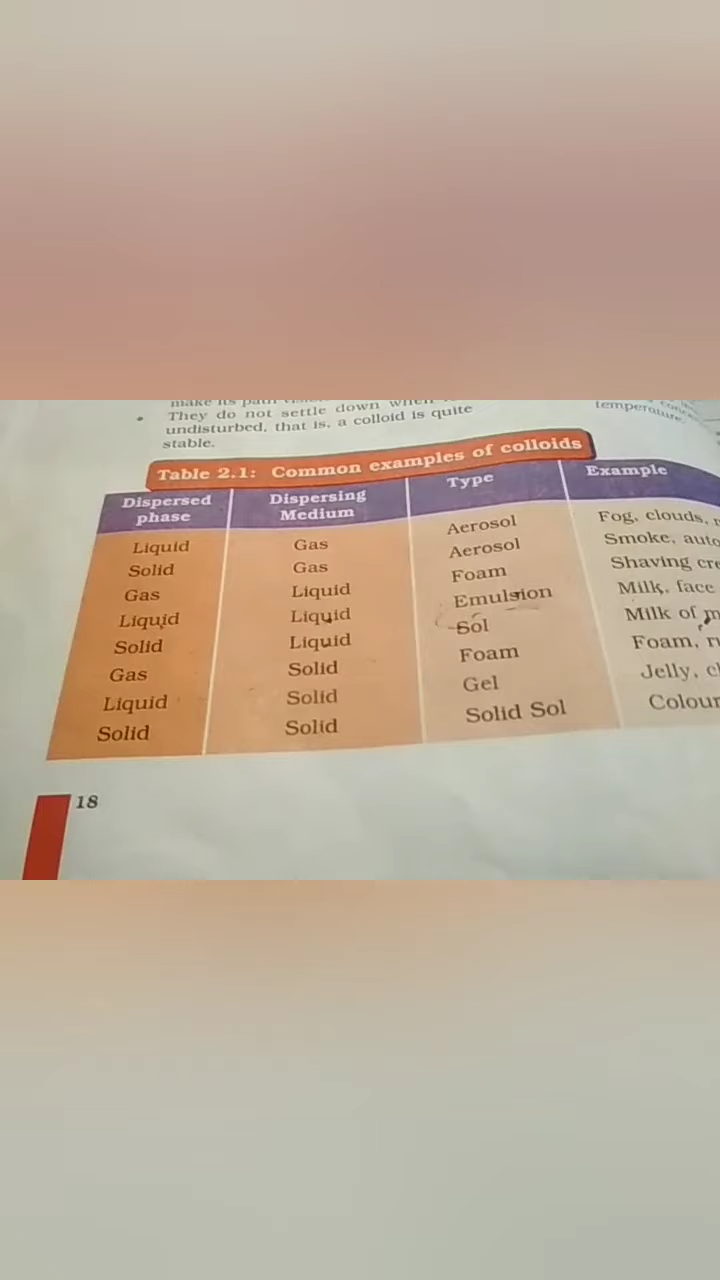 They do not settle down when
undisturbed, that is, a colloid is quite
stable.
temperature.
Table 2.1: Common examples of colloids
Dispersed phase Dispersing Medium Type Example
Liquid Gas Aerosol Fog, clouds,
Solid Gas Aerosol Smoke,
Gas Liquid Foam Shaving
Liquid Liquid Emulsion Milk, face
Solid Liquid Sol Milk of
Gas Solid Foam Foam,
Liquid Solid Gel Jelly,
Solid Solid Solid Sol
18